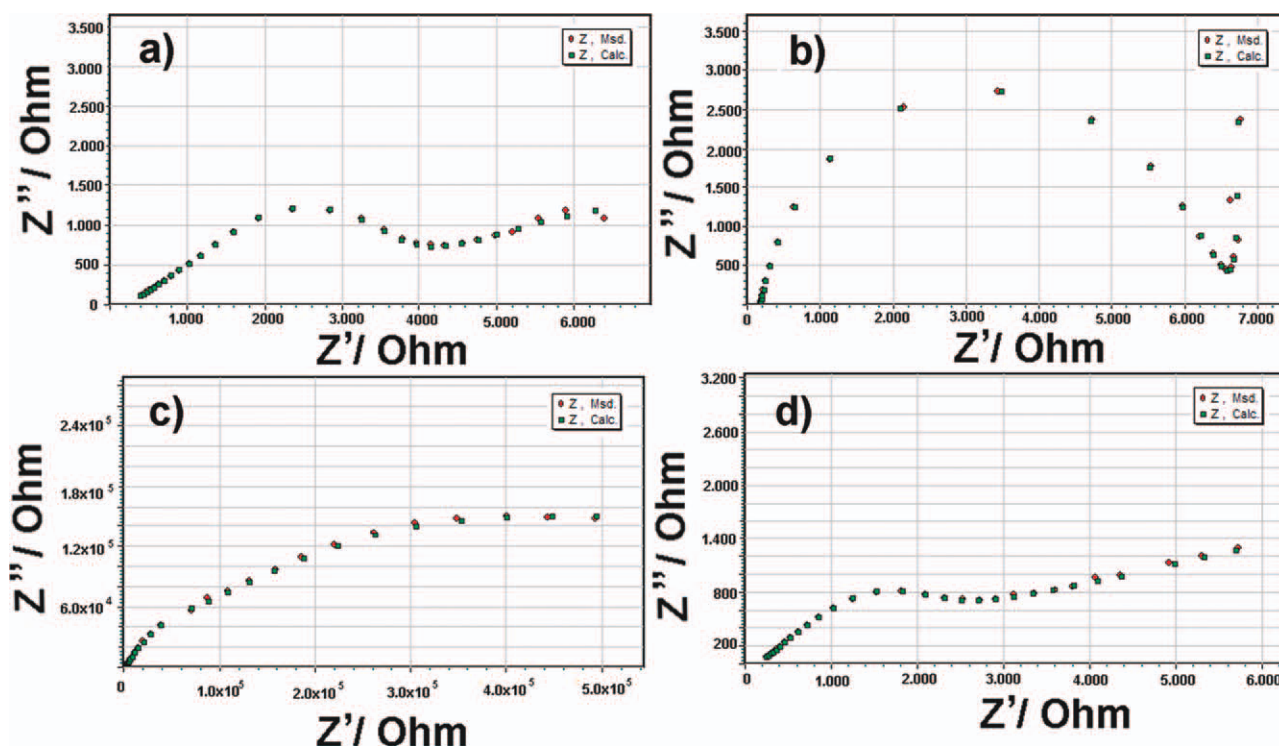 a)
Z , Msd.
Z , Calc.
3.500
3.000
2.500
2.000
1.500
1.000
500
0
Z''/ Ohm
1.000 2.000 3.000 4.000 5.000 6.000
Z'/ Ohm
b)
Z , Msd.
Z , Calc.
3.500
3.000
2.500
2.000
1.500
1.000
500
Z''/ Ohm
0 1.000 2.000 3.000 4.000 5.000 6.000 7.000
Z'/ Ohm
c)
Z , Msd.
Z , Calc.
2.4x10⁵
1.8x10⁵
1.2x10⁵
6.0x10⁴
Z''/ Ohm
0 1.0x10⁵ 2.0x10⁵ 3.0x10⁵ 4.0x10⁵ 5.0x10⁵
Z'/ Ohm
d)
Z , Msd.
Z , Calc.
3.200
2.600
2.000
1.400
800
200
Z''/ Ohm
0 1.000 2.000 3.000 4.000 5.000 6.000
Z'/ Ohm